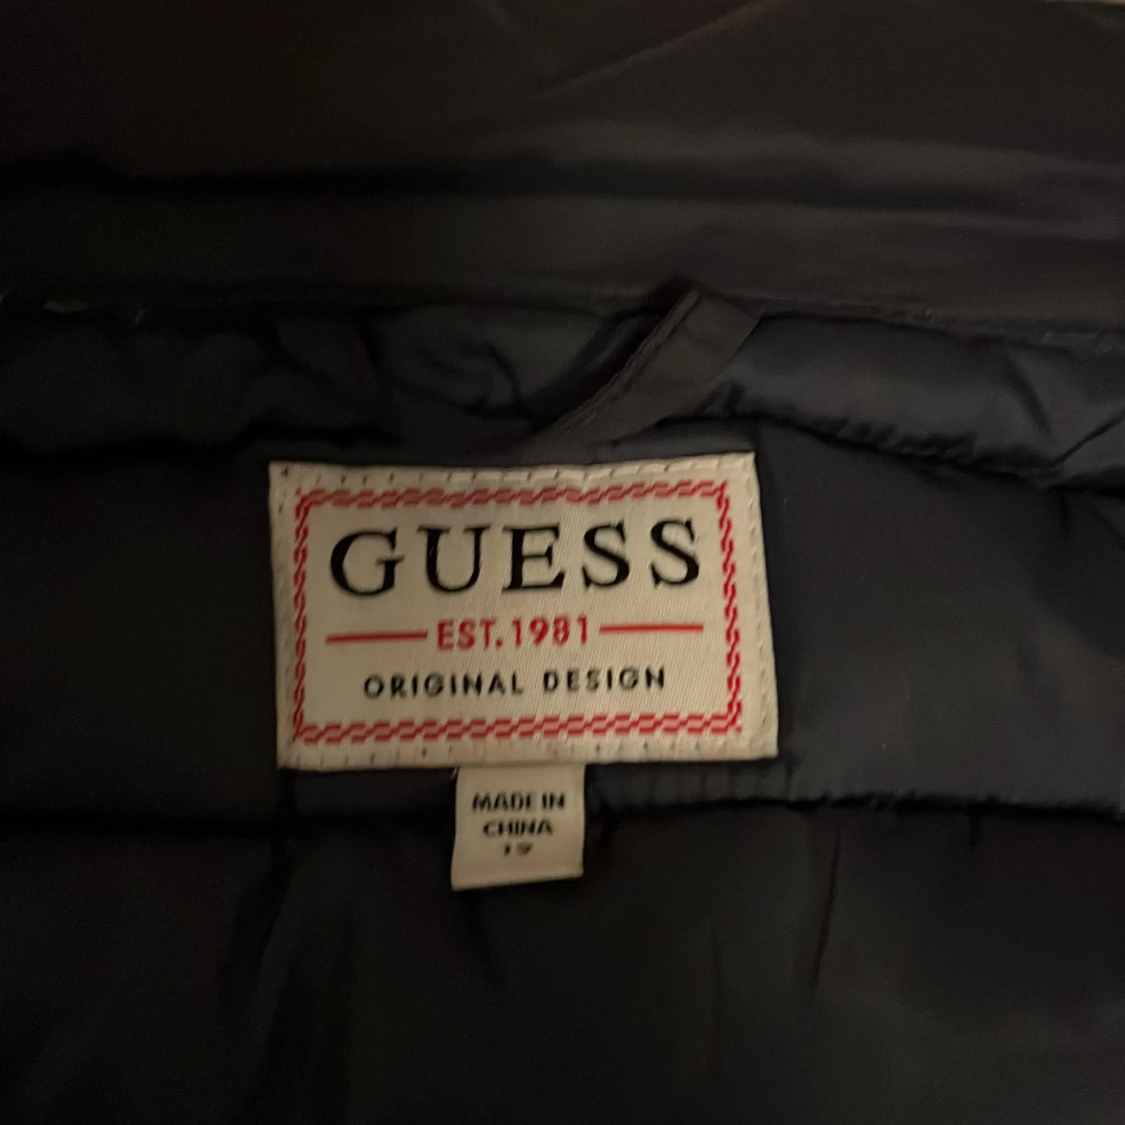 GUESS
EST. 1981
ORIGINAL DESIGN
MADE IN
CHINA